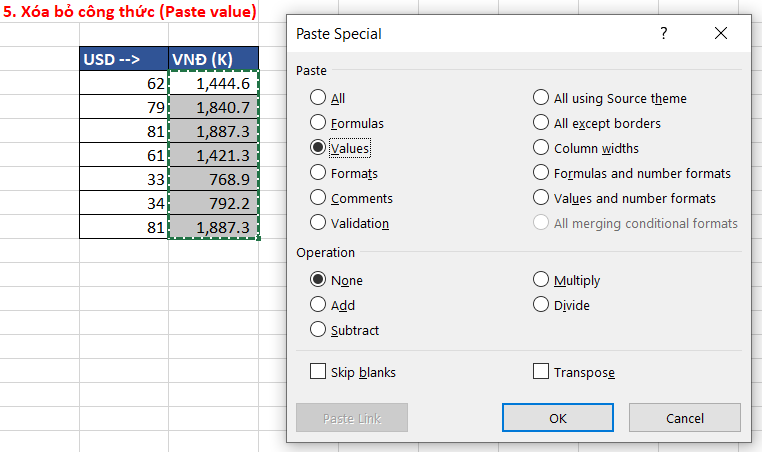 5. Xóa bỏ công thức (Paste value)
USD --> VNĐ (K)
62 1,444.6
79 1,840.7
81 1,887.3
61 1,421.3
33 768.9
34 792.2
81 1,887.3
Paste Special ?
Paste
All All using Source theme
Formulas All except borders
Values Column widths
Formats Formulas and number formats
Comments Values and number formats
Validation All merging conditional formats
Operation
None Multiply
Add Divide
Subtract
Skip blanks Transpose
Paste Link OK Cancel